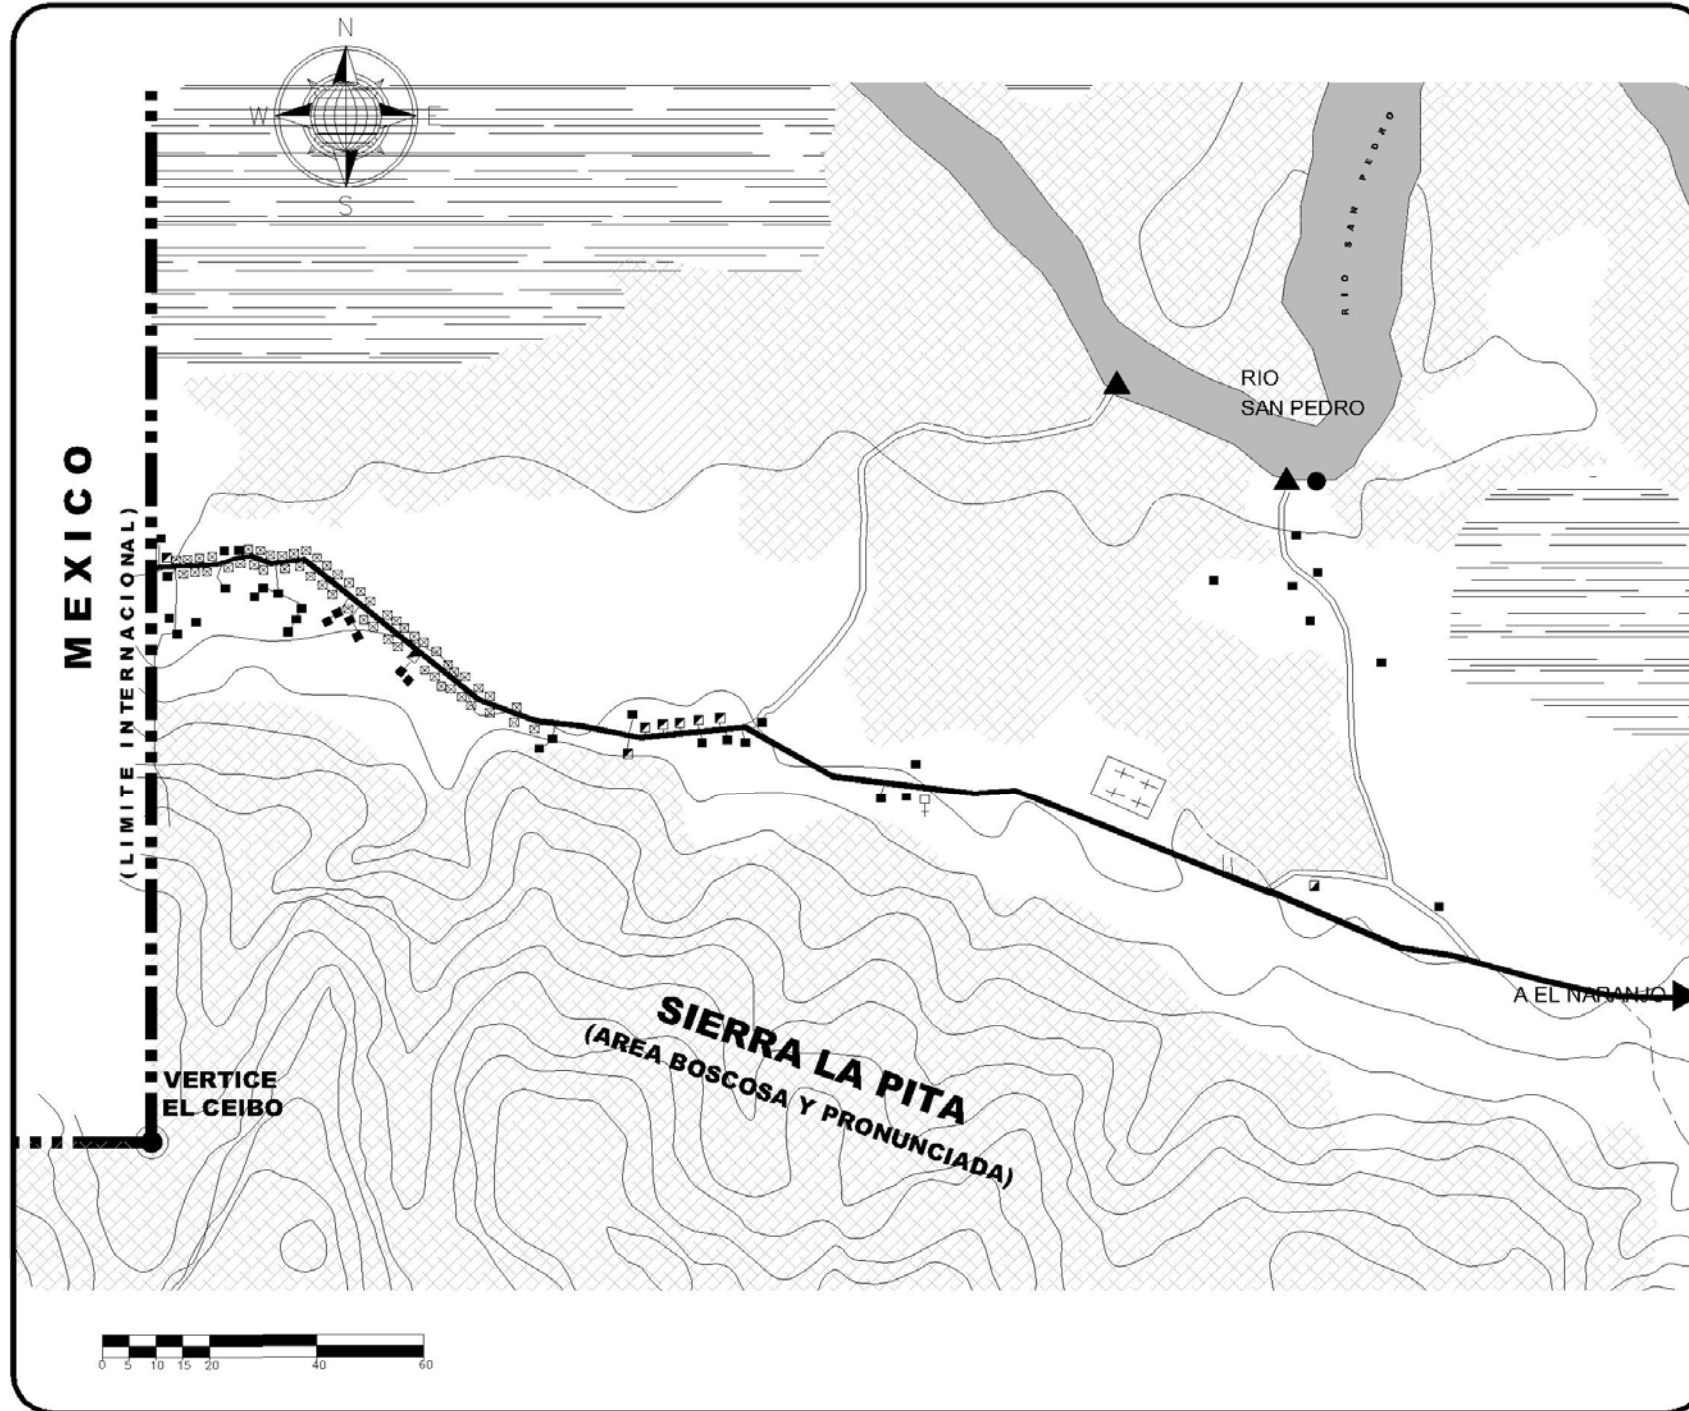 N
W E
S
RIO SAN PEDRO
RIO
SAN PEDRO
MEXICO
(LIMITE INTERNACIONAL)
A EL NARANJO
SIERRA LA PITA
(AREA BOSCOSA Y PRONUNCIADA)
VERTICE
EL CEIBO
0 5 10 15 20 40 60